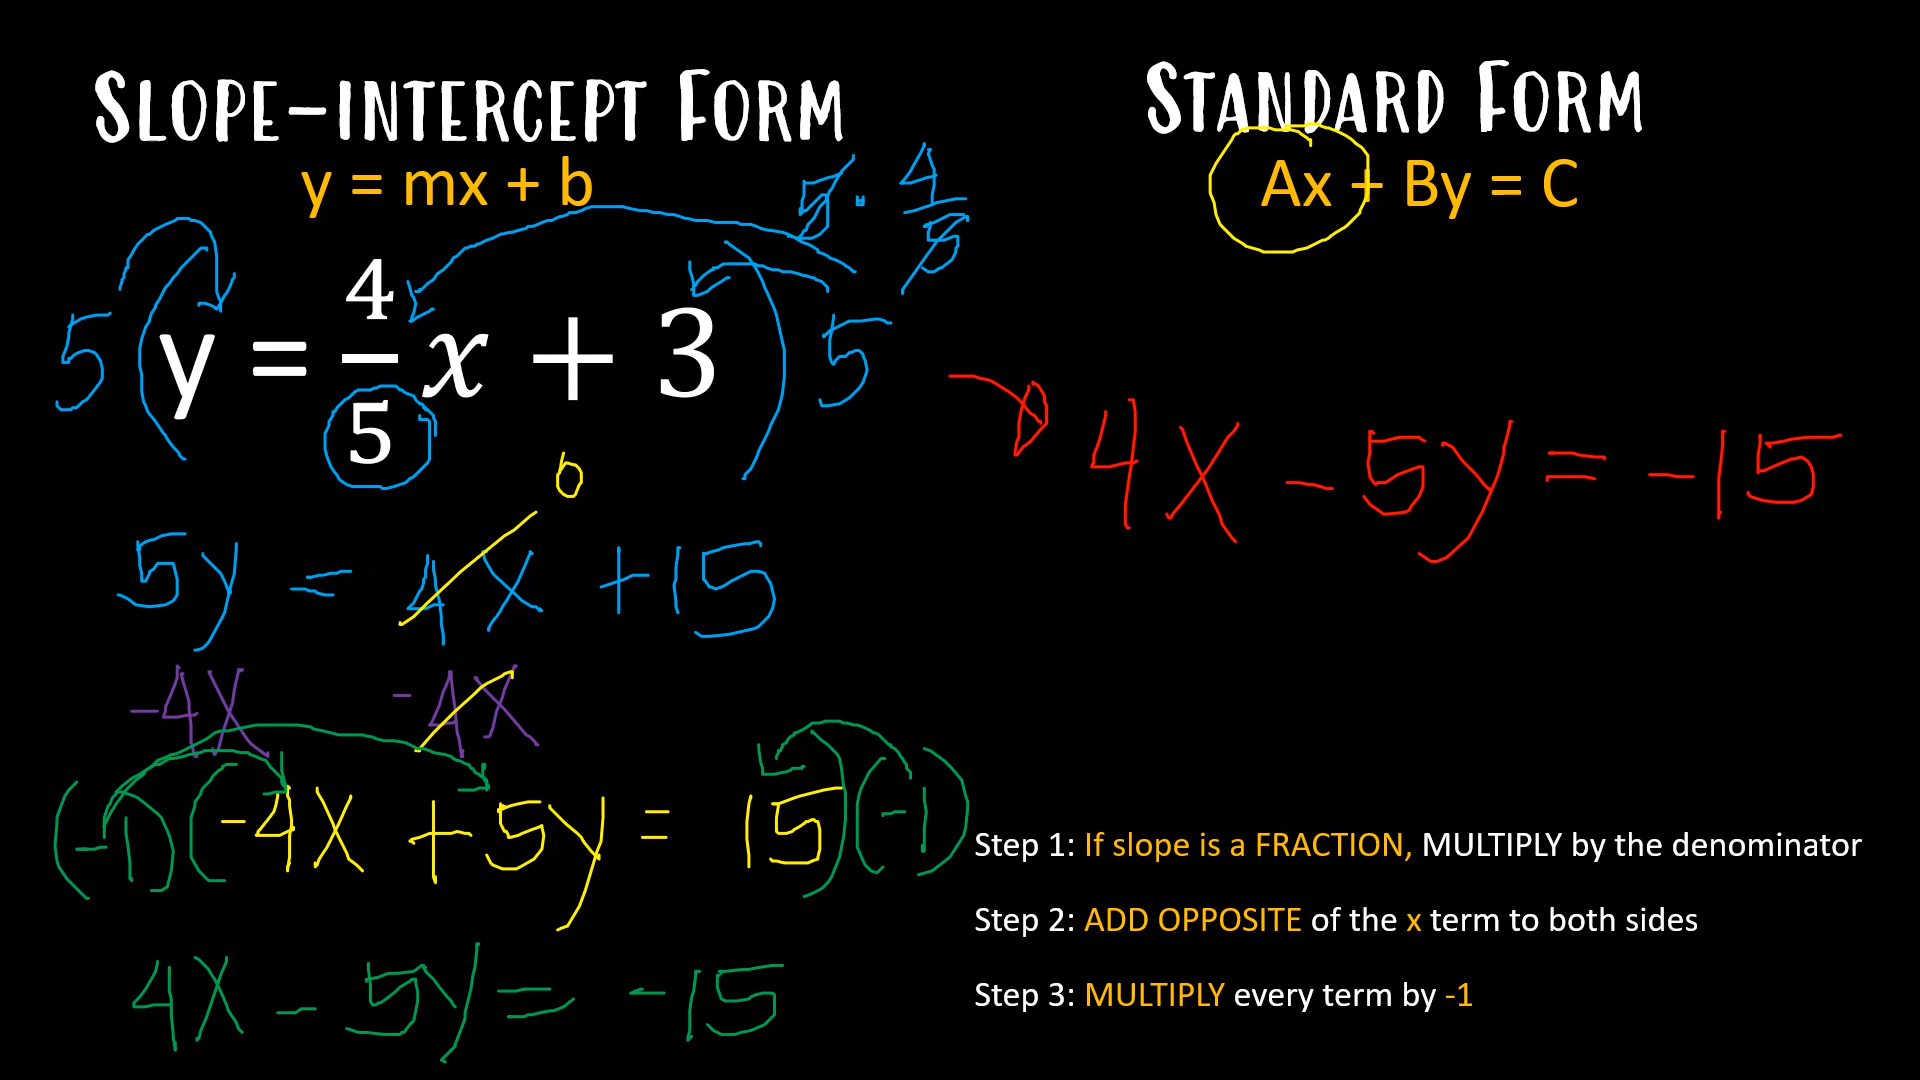 SLOPE-INTERCEPT FORM
y = mx + b
5 · 4/5
5 ( y = 4/5 x + 3 ) 5
0
5y = 4x + 15
-4x -4x
(-1)(-4x + 5y = 15)(-1)
4x - 5y = -15
STANDARD FORM
Ax + By = C
4x - 5y = -15
Step 1: If slope is a FRACTION, MULTIPLY by the denominator
Step 2: ADD OPPOSITE of the x term to both sides
Step 3: MULTIPLY every term by -1